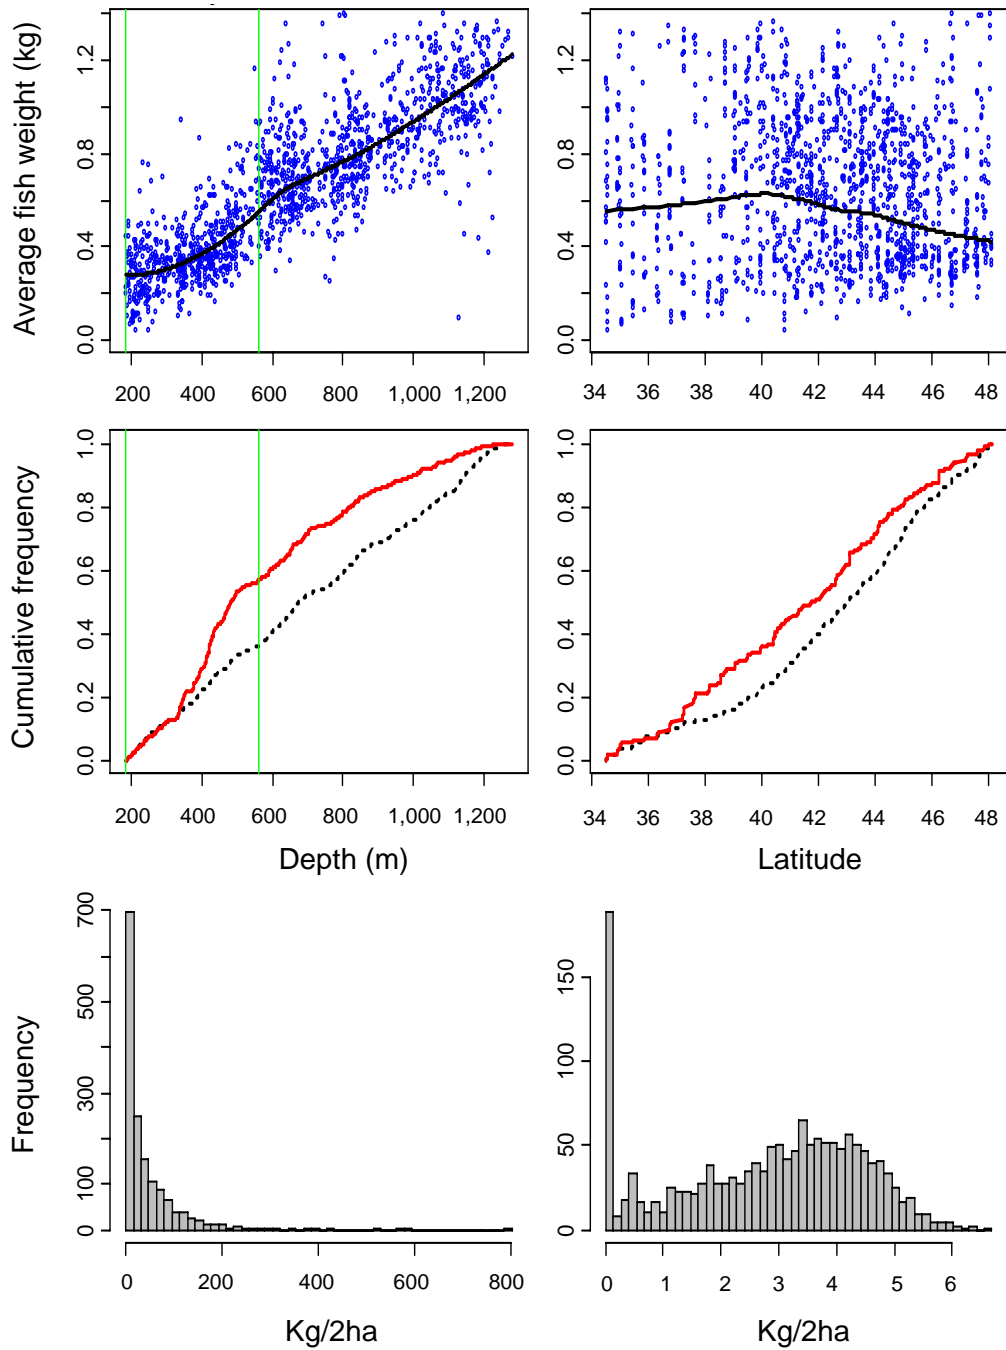 Average fish weight (kg)
0.0 0.4 0.8 1.2
200 400 600 800 1,000 1,200
0.0 0.4 0.8 1.2
34 36 38 40 42 44 46 48
Cumulative frequency
0.0 0.2 0.4 0.6 0.8 1.0
200 400 600 800 1,000 1,200
Depth (m)
0.0 0.2 0.4 0.6 0.8 1.0
34 36 38 40 42 44 46 48
Latitude
Frequency
0 100 300 500 700
0 200 400 600 800
Kg/2ha
0 50 100 150
0 1 2 3 4 5 6
Kg/2ha